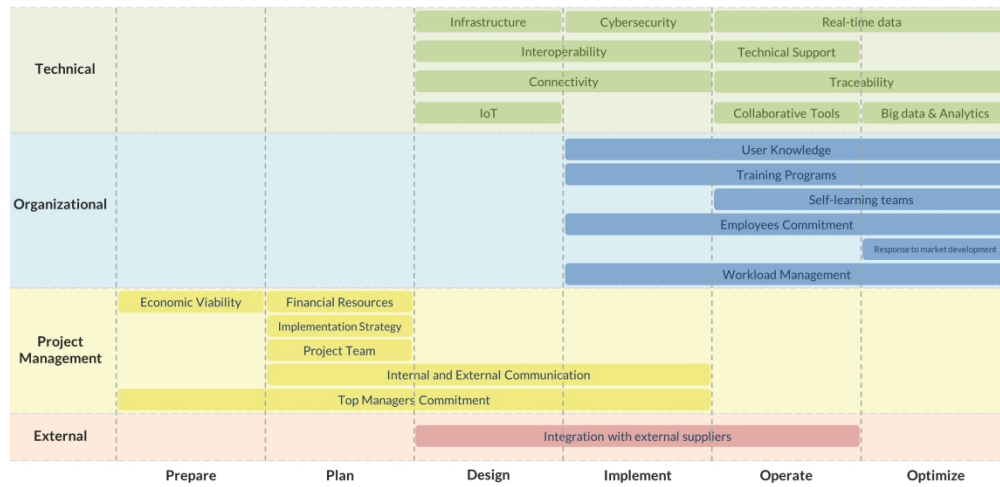 Infrastructure Cybersecurity Real-time data
Interoperability Technical Support
Technical
Connectivity Traceability
IoT Collaborative Tools Big data & Analytics
User Knowledge
Training Programs
Self-learning teams
Organizational
Employees Commitment
Response to market development
Workload Management
Economic Viability Financial Resources
Implementation Strategy
Project
Management
Project Team
Internal and External Communication
Top Managers Commitment
External
Integration with external suppliers
Prepare Plan Design Implement Operate Optimize